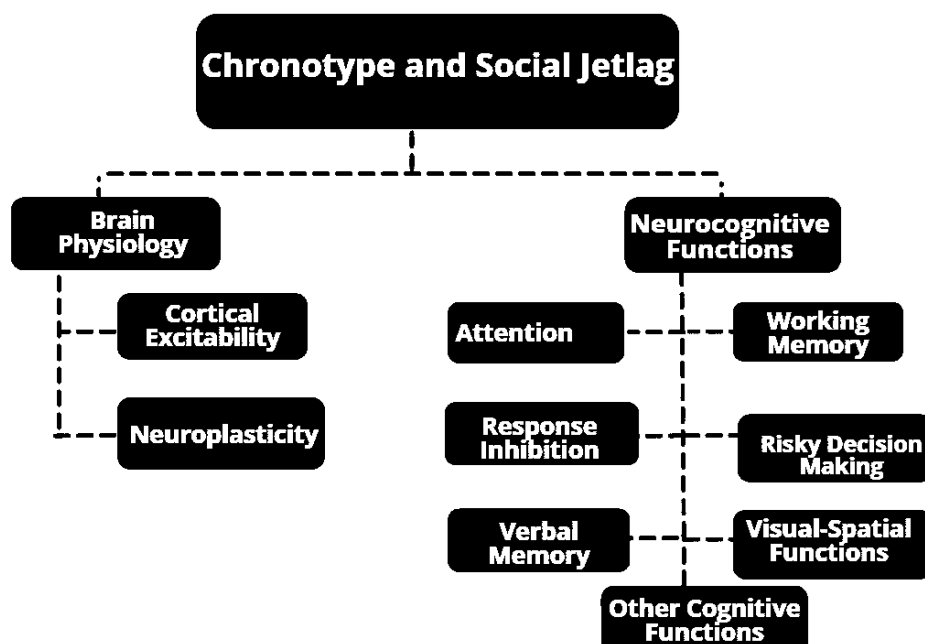 Chronotype and Social Jetlag
Brain
Physiology
Neurocognitive
Functions
Cortical
Excitability
Neuroplasticity
Attention
Working
Memory
Response
Inhibition
Risky Decision
Making
Verbal
Memory
Visual-Spatial
Functions
Other Cognitive
Functions